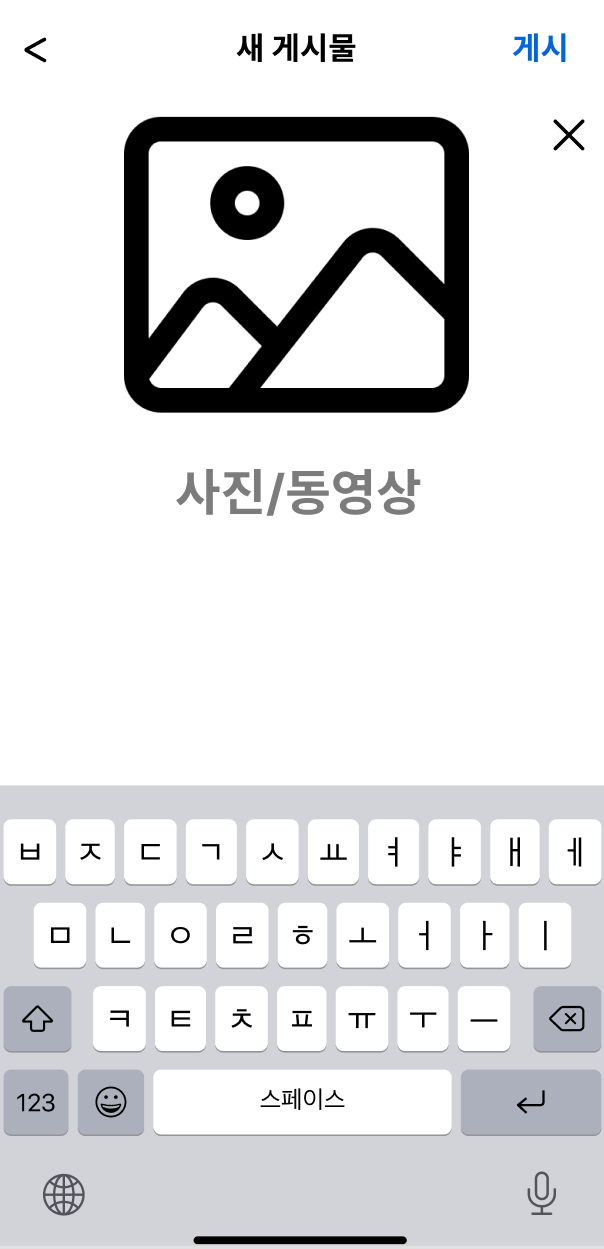 < 새 게시물 게시
사진/동영상
ㅂ ㅈ ㄷ ㄱ ㅅ ㅛ ㅕ ㅑ ㅐ ㅔ
ㅁ ㄴ ㅇ ㄹ ㅎ ㅗ ㅓ ㅏ ㅣ
ㅋ ㅌ ㅊ ㅍ ㅠ ㅜ ㅡ
123 스페이스